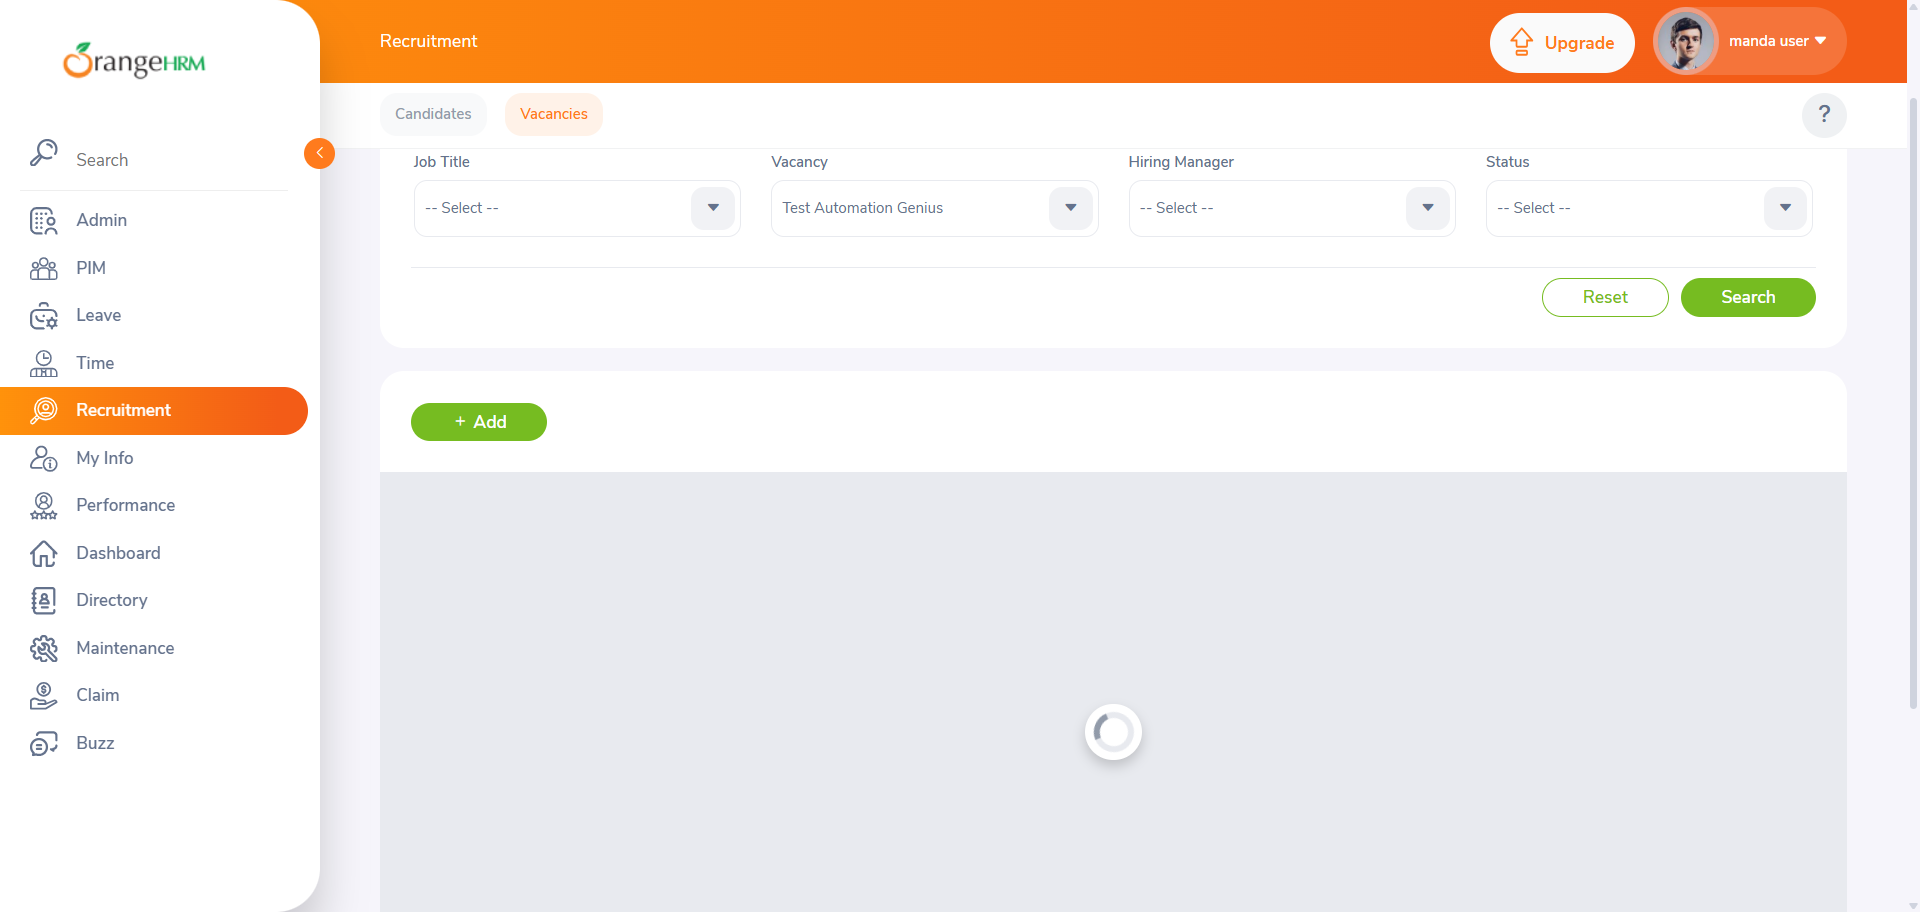 OrangeHRM
Recruitment
Upgrade
manda user
Candidates
Vacancies
?
Search
Admin
PIM
Leave
Time
Recruitment
My Info
Performance
Dashboard
Directory
Maintenance
Claim
Buzz
Job Title
Vacancy
Hiring Manager
Status
-- Select --
Test Automation Genius
-- Select --
-- Select --
Reset
Search
+ Add